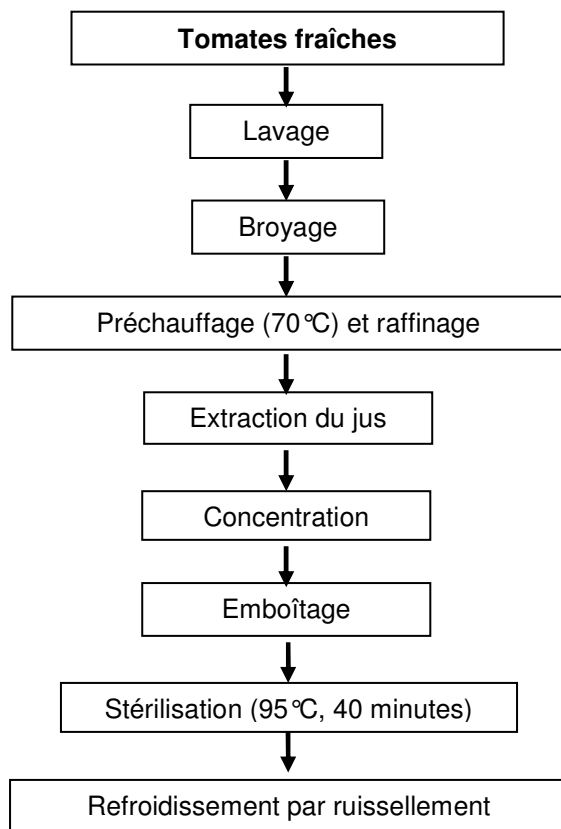 Tomates fraîches
Lavage
Broyage
Préchauffage (70°C) et raffinage
Extraction du jus
Concentration
Emboîtage
Stérilisation (95°C, 40 minutes)
Refroidissement par ruissellement